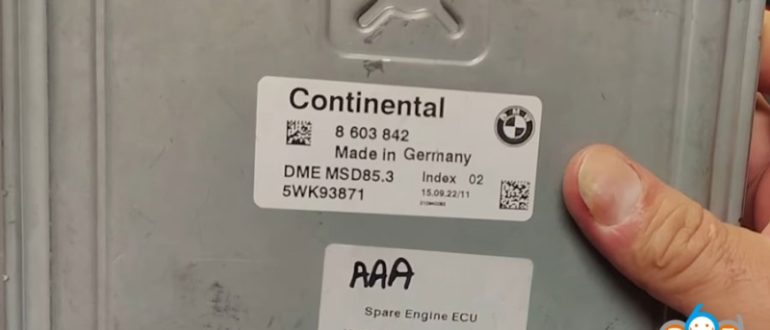 Continental
BMW
8 603 842
Made in Germany
DME MSD85.3 Index 02
5WK93871 15.09.22/11
AAA
Spare Engine ECU